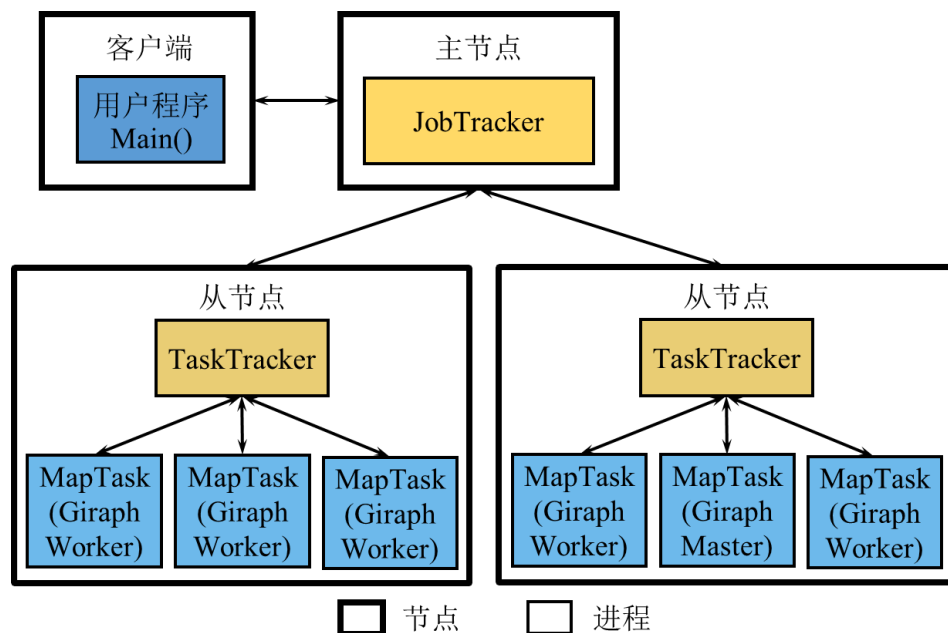 客户端
用户程序
Main()
主节点
JobTracker
从节点
TaskTracker
MapTask
(Giraph
Worker)
MapTask
(Giraph
Worker)
MapTask
(Giraph
Worker)
从节点
TaskTracker
MapTask
(Giraph
Worker)
MapTask
(Giraph
Master)
MapTask
(Giraph
Worker)
节点
进程